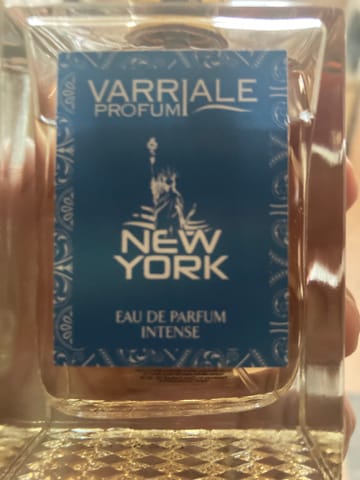 VARRIALE
PROFUMI
NEW
YORK
EAU DE PARFUM
INTENSE